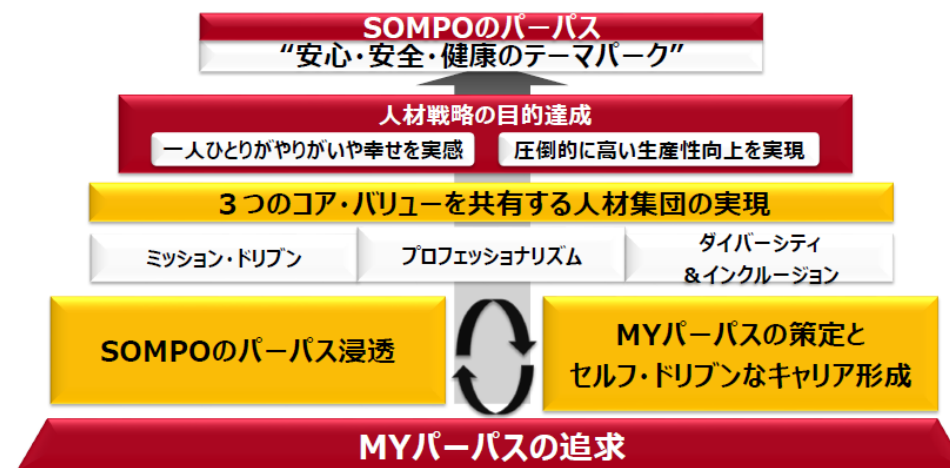 SOMPOのパーパス
“安心・安全・健康のテーマパーク”
人材戦略の目的達成
一人ひとりがやりがいや幸せを実感
圧倒的に高い生産性向上を実現
３つのコア・バリューを共有する人材集団の実現
ミッション・ドリブン
プロフェッショナリズム
ダイバーシティ
＆インクルージョン
SOMPOのパーパス浸透
MYパーパスの策定と
セルフ・ドリブンなキャリア形成
MYパーパスの追求